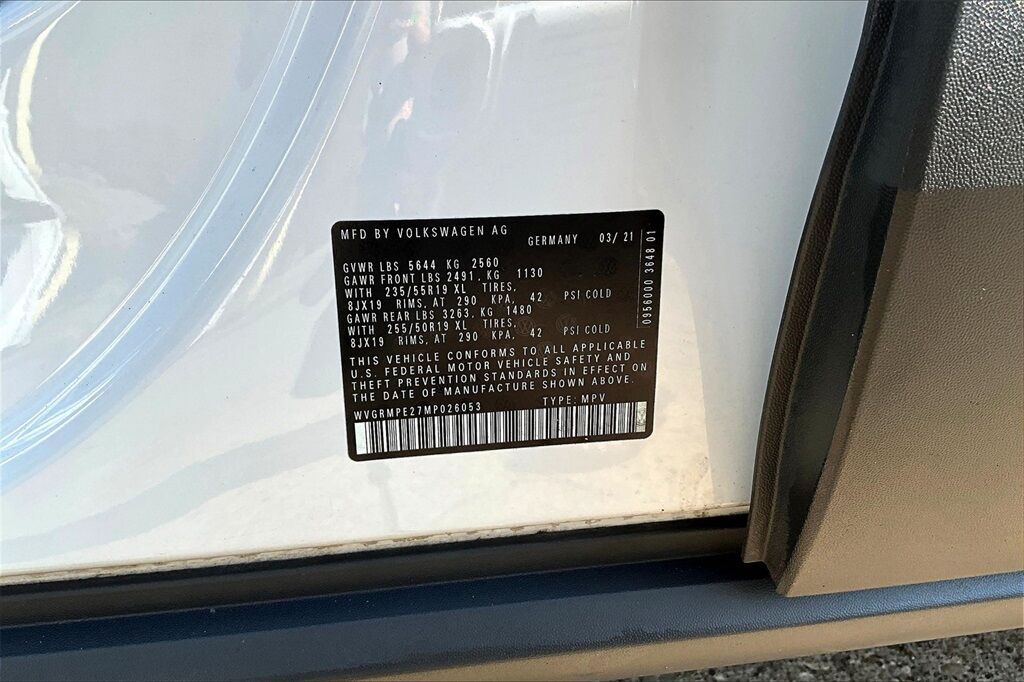 MFD BY VOLKSWAGEN AG GERMANY 03/ 21
GVWR LBS 5644 KG 2560
GAWR FRONT LBS 2491, KG 1130
WITH 235/55R19 XL TIRES,
8JX19 RIMS, AT 290 KPA, 42 PSI COLD
GAWR REAR LBS 3263, KG 1480
WITH 255/50R19 XL TIRES,
8JX19 RIMS, AT 290 KPA, 42 PSI COLD
THIS VEHICLE CONFORMS TO ALL APPLICABLE
U.S. FEDERAL MOTOR VEHICLE SAFETY AND
THEFT PREVENTION STANDARDS IN EFFECT ON
THE DATE OF MANUFACTURE SHOWN ABOVE.
WVGRMPE27MP026053 TYPE: MPV
0956000 3648 01